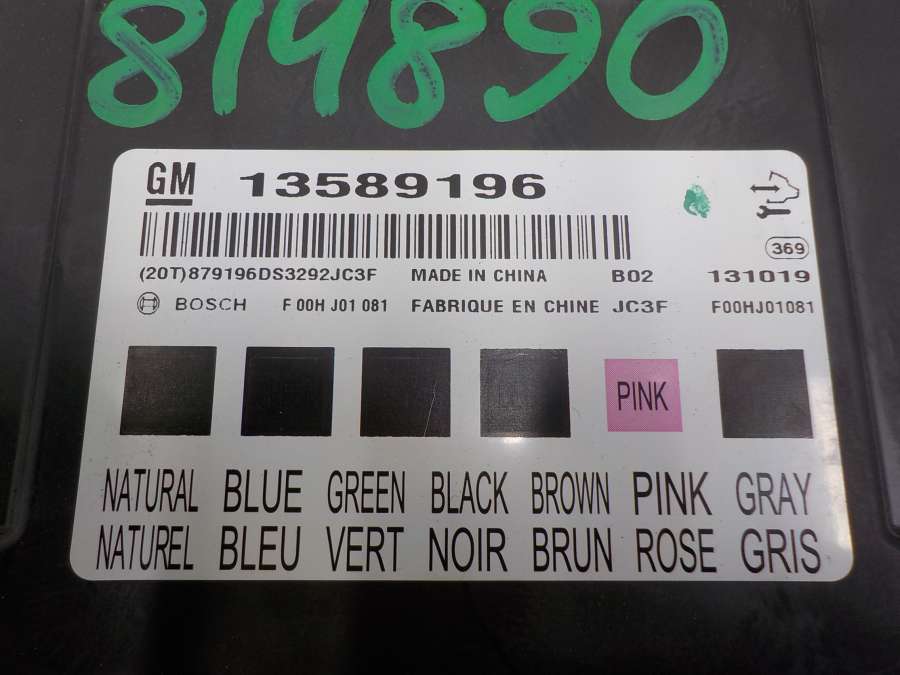 819890
GM 13589196
369
(20T)879196DS3292JC3F MADE IN CHINA B02 131019
BOSCH F 00H J01 081 FABRIQUE EN CHINE JC3F F00HJ01081
PINK
NATURAL BLUE GREEN BLACK BROWN PINK GRAY
NATUREL BLEU VERT NOIR BRUN ROSE GRIS